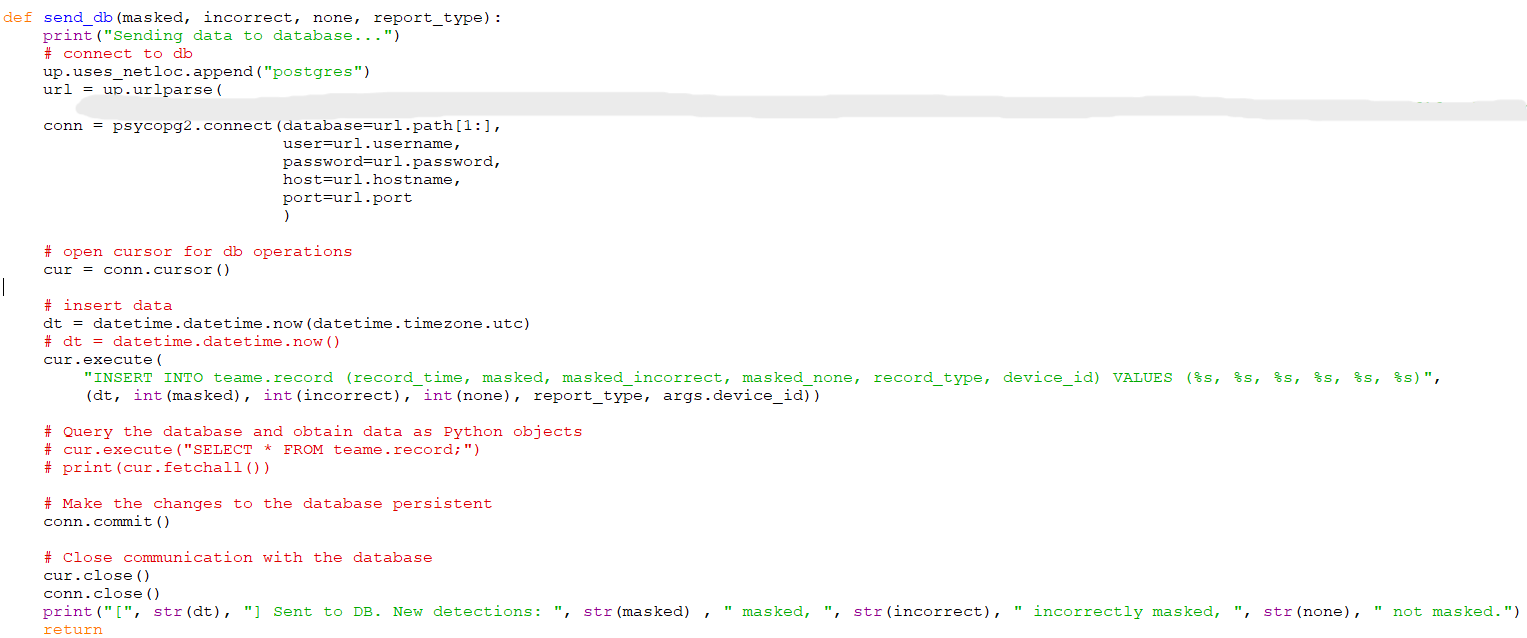 def send_db(masked, incorrect, none, report_type):
    print("Sending data to database...")
    # connect to db
    up.uses_netloc.append("postgres")
    url = up.urlparse(
    conn = psycopg2.connect(database=url.path[1:],
                            user=url.username,
                            password=url.password,
                            host=url.hostname,
                            port=url.port
                            )
    # open cursor for db operations
    cur = conn.cursor()
    # insert data
    dt = datetime.datetime.now(datetime.timezone.utc)
    # dt = datetime.datetime.now()
    cur.execute(
        "INSERT INTO teame.record (record_time, masked, masked_incorrect, masked_none, record_type, device_id) VALUES (%s, %s, %s, %s, %s, %s)",
        (dt, int(masked), int(incorrect), int(none), report_type, args.device_id))
    # Query the database and obtain data as Python objects
    # cur.execute("SELECT * FROM teame.record;")
    # print(cur.fetchall())
    # Make the changes to the database persistent
    conn.commit()
    # Close communication with the database
    cur.close()
    conn.close()
    print("[", str(dt), "] Sent to DB. New detections: ", str(masked) , " masked, ", str(incorrect), " incorrectly masked, ", str(none), " not masked.")
    return